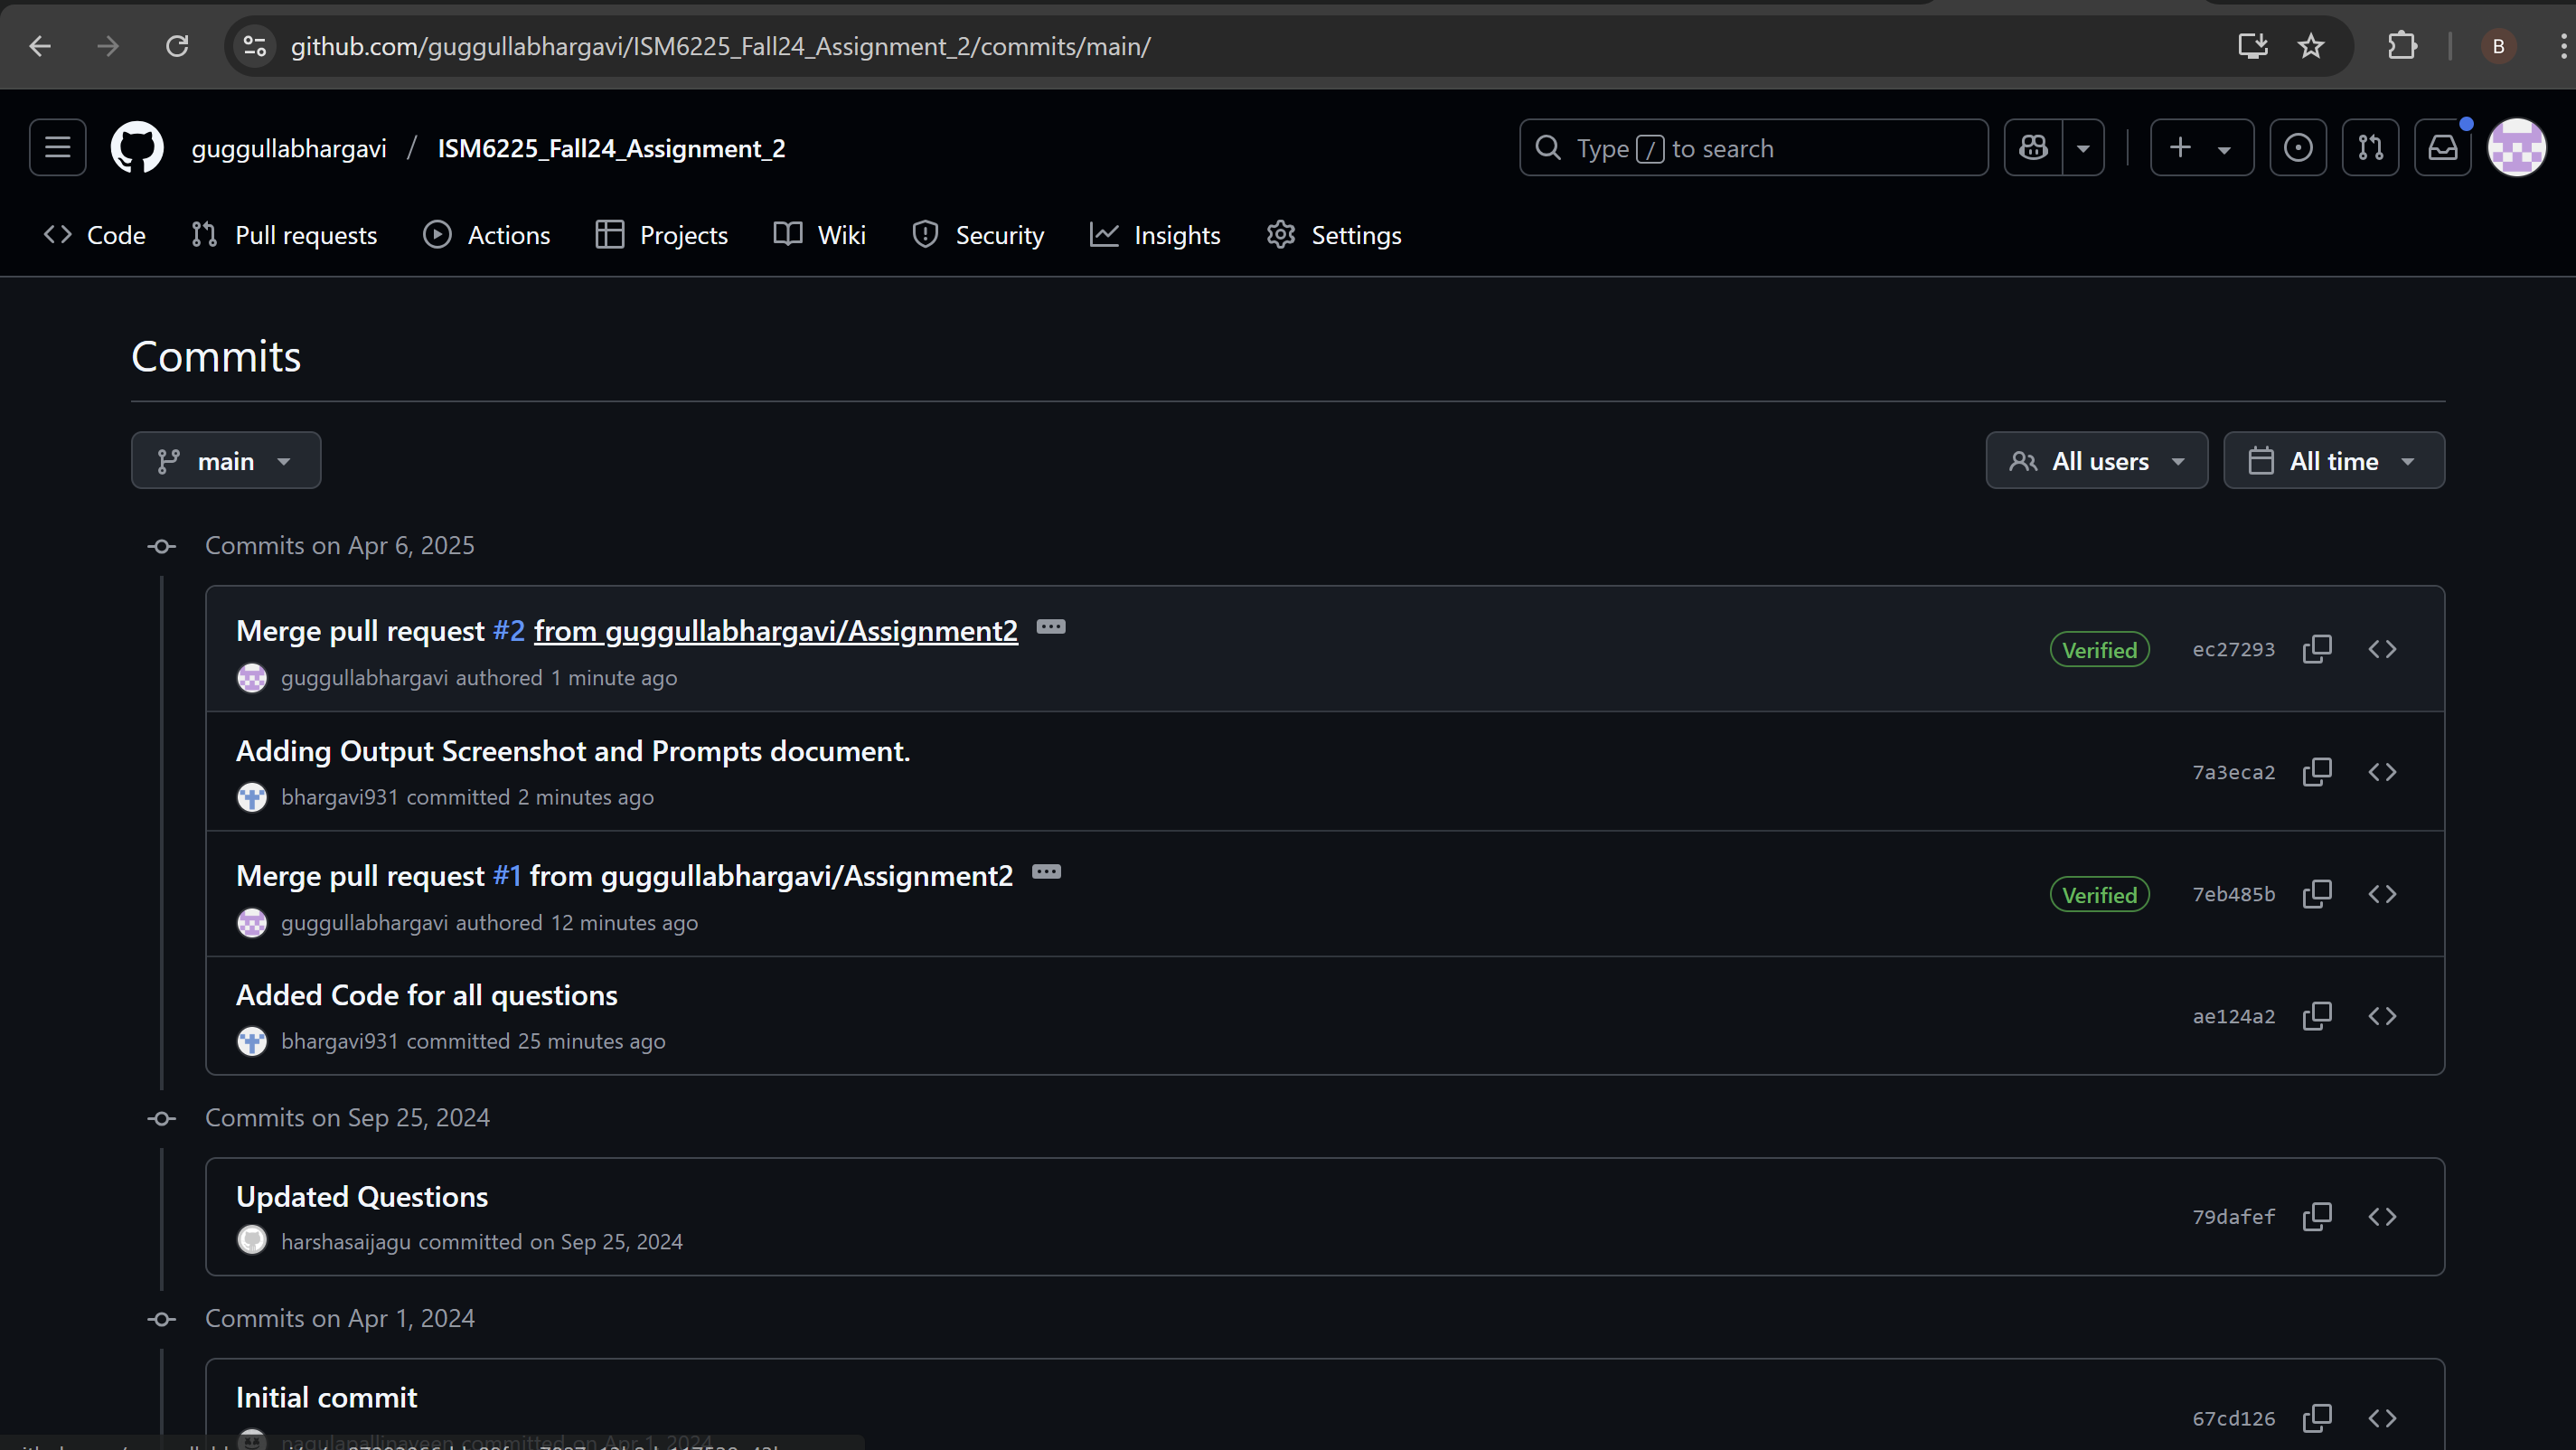 github.com/guggullabhargavi/ISM6225_Fall24_Assignment_2/commits/main/
B
guggullabhargavi / ISM6225_Fall24_Assignment_2
Type / to search
Code Pull requests Actions Projects Wiki Security Insights Settings
Commits
main
All users All time
Commits on Apr 6, 2025
Merge pull request #2 from guggullabhargavi/Assignment2
guggullabhargavi authored 1 minute ago
Verified ec27293
Adding Output Screenshot and Prompts document.
bhargavi931 committed 2 minutes ago
7a3eca2
Merge pull request #1 from guggullabhargavi/Assignment2
guggullabhargavi authored 12 minutes ago
Verified 7eb485b
Added Code for all questions
bhargavi931 committed 25 minutes ago
ae124a2
Commits on Sep 25, 2024
Updated Questions
harshasaijagu committed on Sep 25, 2024
79dafef
Commits on Apr 1, 2024
Initial commit
67cd126
committed on Apr 1, 2024